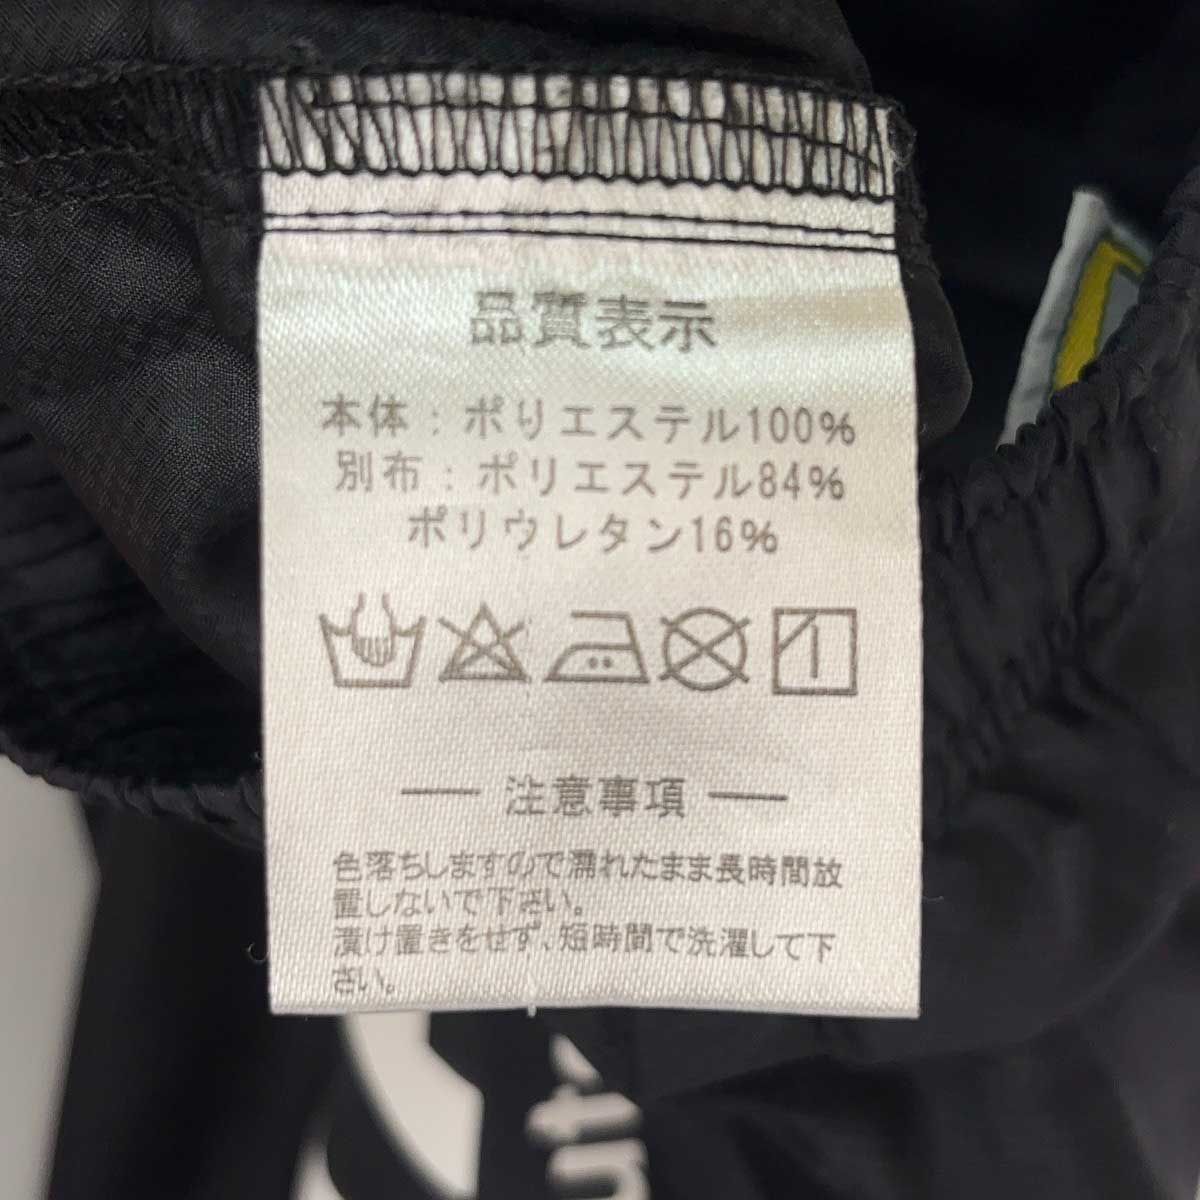 品質表示
本体：ポリエステル100%
別布：ポリエステル84%
ポリウレタン16%
注意事項
色落ちしますので濡れたまま長時間放
置しないで下さい。
漬け置きをせず、短時間で洗濯して下
さい。
ut